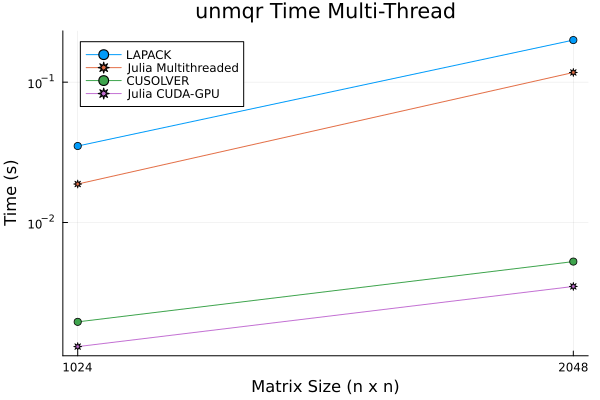 unmqr Time Multi-Thread
LAPACK
Julia Multithreaded
CUSOLVER
Julia CUDA-GPU
Time (s)
10⁻¹
10⁻²
1024
2048
Matrix Size (n x n)